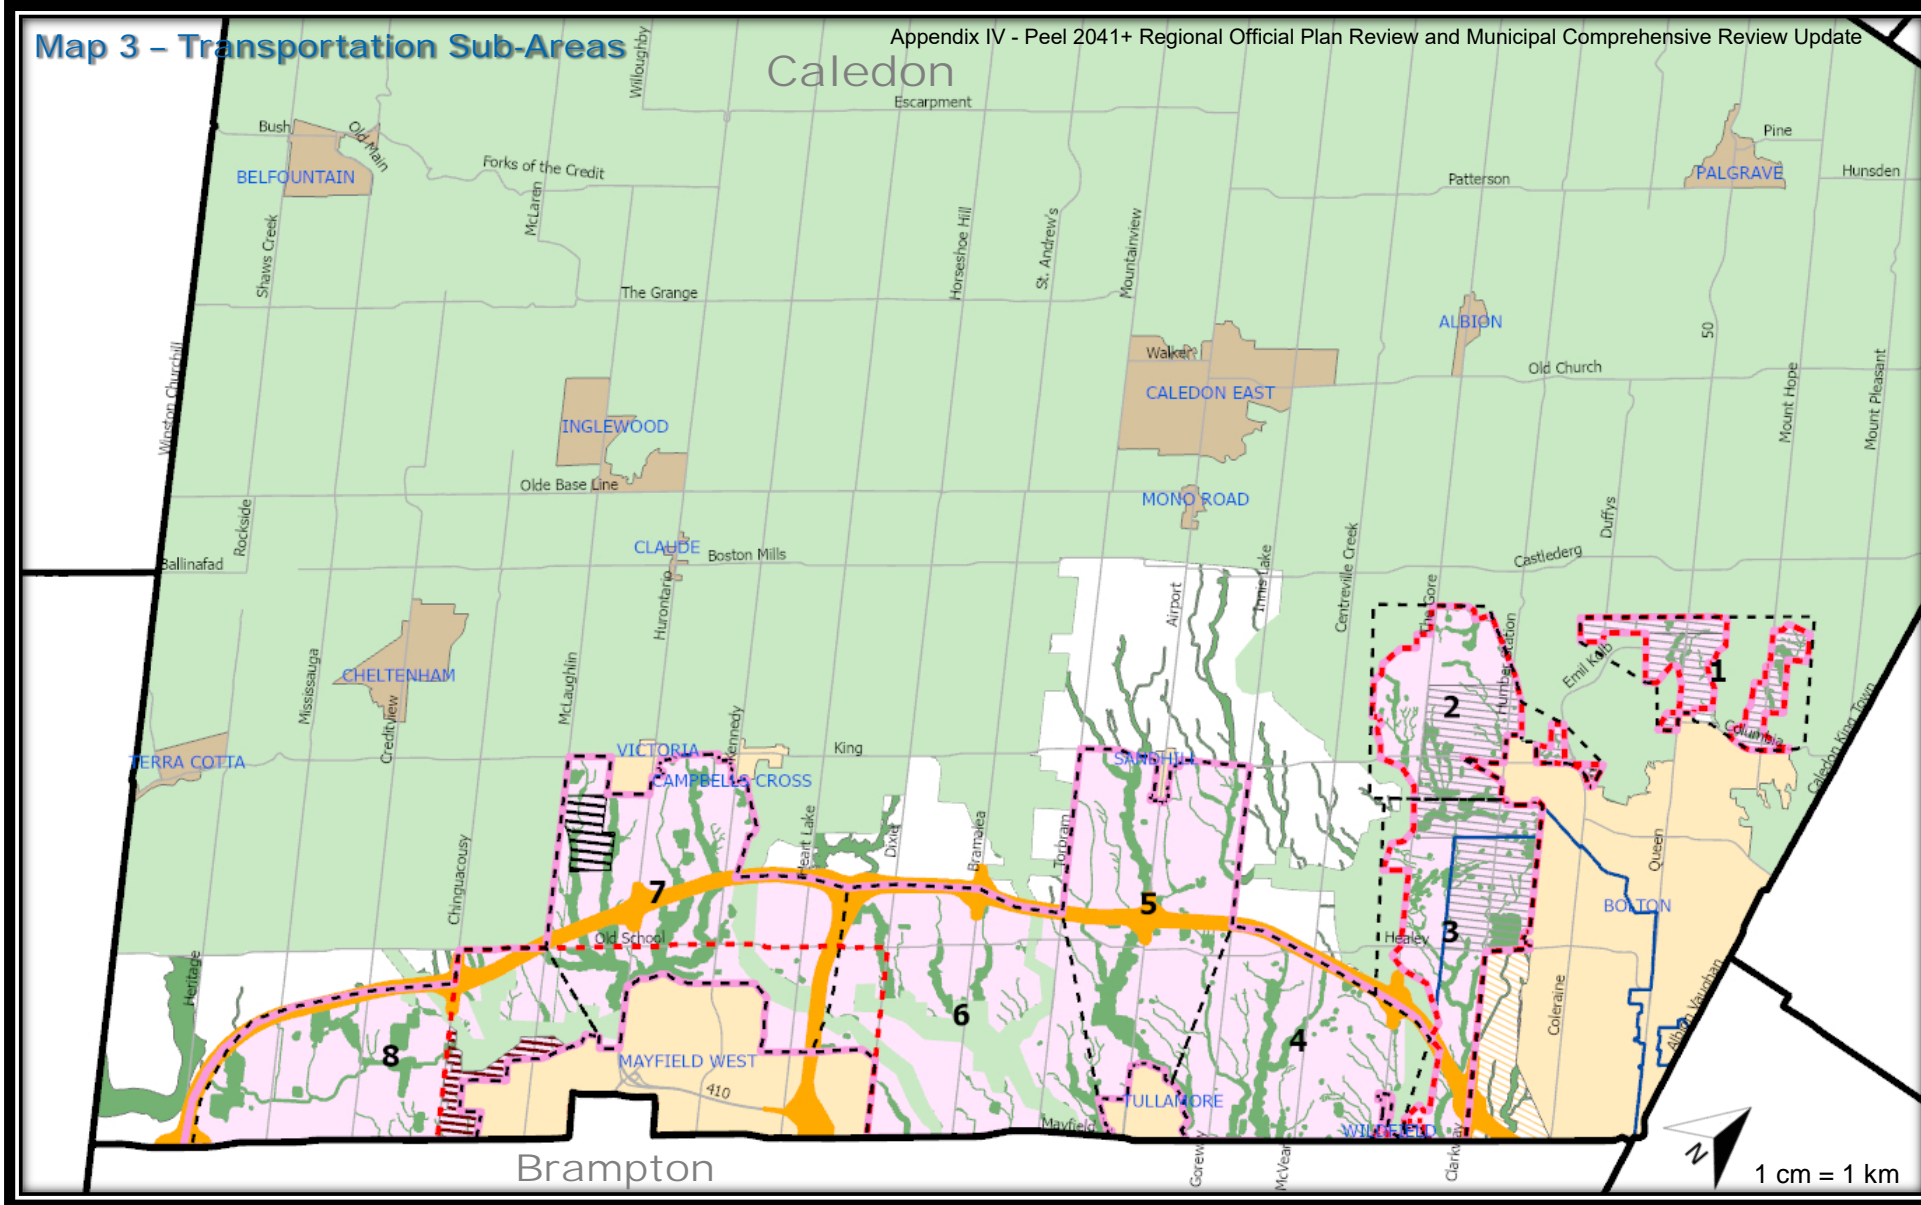 Map 3 – Transportation Sub-Areas
Appendix IV - Peel 2041+ Regional Official Plan Review and Municipal Comprehensive Review Update
Caledon
Willoughby
Escarpment
Bush
Old Main
Pine
BELFOUNTAIN
Forks of the Credit
Patterson
PALGRAVE
Hunsden
McLaren
Shaws Creek
Horseshoe Hill
St. Andrew's
Mountainview
The Grange
ALBION
50
Winston Churchill
Walker
Old Church
CALEDON EAST
Mount Hope
Mount Pleasant
INGLEWOOD
Olde Base Line
MONO ROAD
Rockside
Duffys
CLAUDE
Boston Mills
Centreville Creek
Castlederg
Ballinafad
Innis Lake
Airport
The Gore
Hurontario
Humber Station
Emil Kolb
1
CHELTENHAM
Mississauga
McLaughlin
Creditview
2
Kennedy
Columbia
Caledon King Town
TERRA COTTA
VICTORIA
King
SANDHILL
CAMPBELLS CROSS
Heart Lake
Dixie
Bramalea
Torbram
Queen
Chinguacousy
7
5
BOLTON
Old School
Healey
3
Heritage
Coleraine
Albion Vaughan
6
4
8
MAYFIELD WEST
410
TULLAMORE
Mayfield
WILDFIELD
Goreway
McVean
Clarkway
Brampton
N
1 cm = 1 km